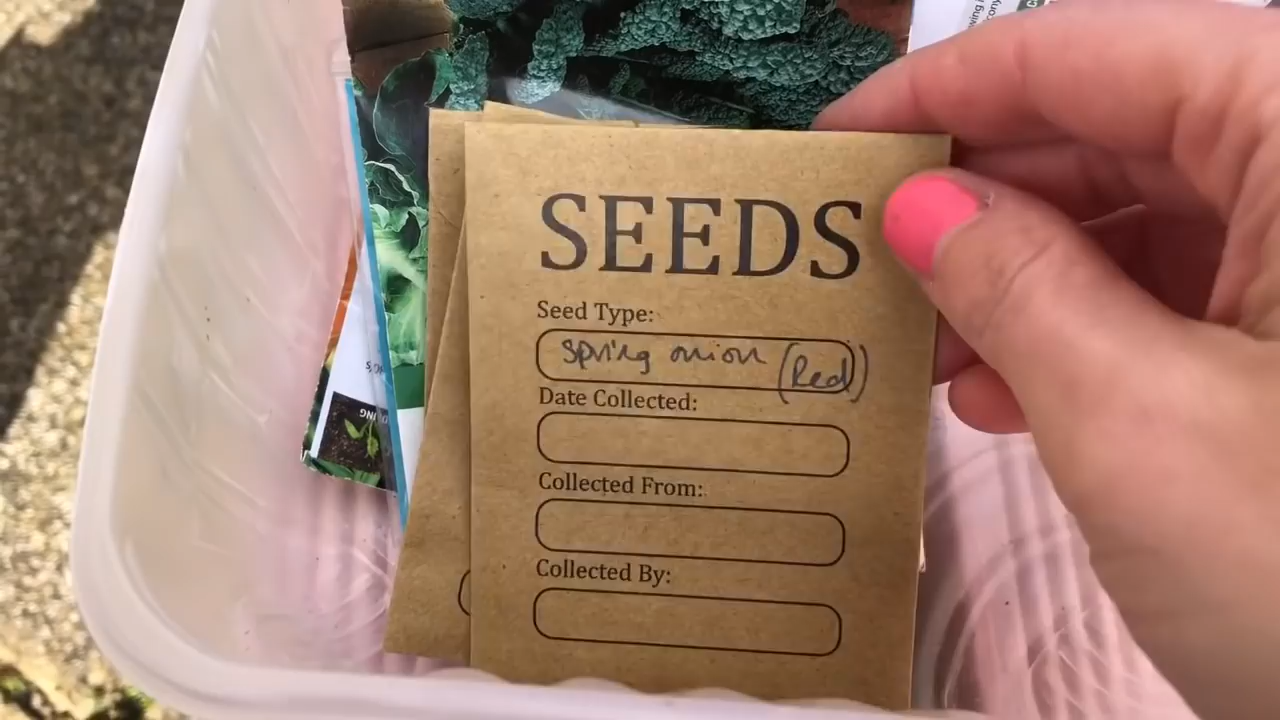 SEEDS
Seed Type:
Spring onion (Red)
Date Collected:
Collected From:
Collected By: